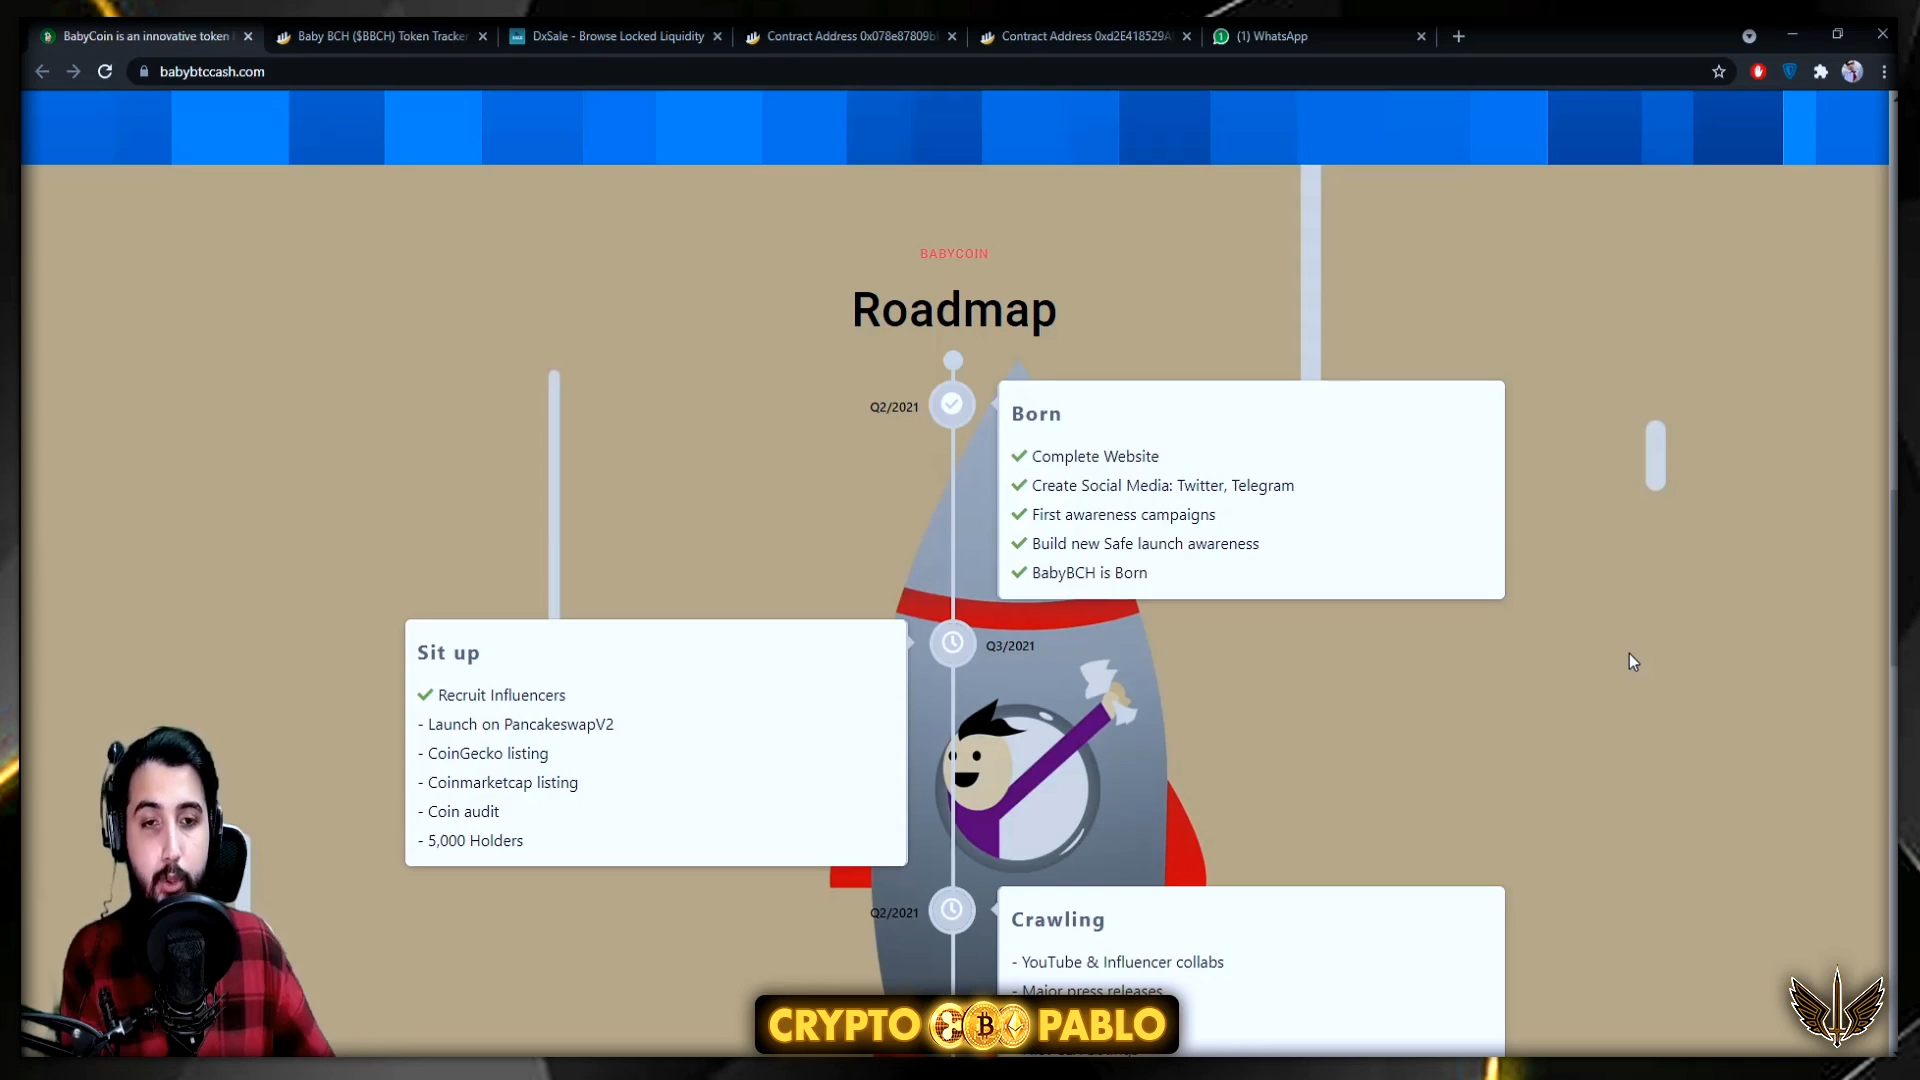 BabyCoin is an innovative token
Baby BCH ($BBCH) Token Tracker
DxSale - Browse Locked Liquidity
Contract Address 0x078e87809b
Contract Address 0xd2E418529A
(1) WhatsApp
babybtccash.com
BABYCOIN
Roadmap
Q2/2021
Born
Complete Website
Create Social Media: Twitter, Telegram
First awareness campaigns
Build new Safe launch awareness
BabyBCH is Born
Q3/2021
Sit up
Recruit Influencers
- Launch on PancakeswapV2
- CoinGecko listing
- Coinmarketcap listing
- Coin audit
- 5,000 Holders
Q2/2021
Crawling
- YouTube & Influencer collabs
- Major press releases
CRYPTO PABLO